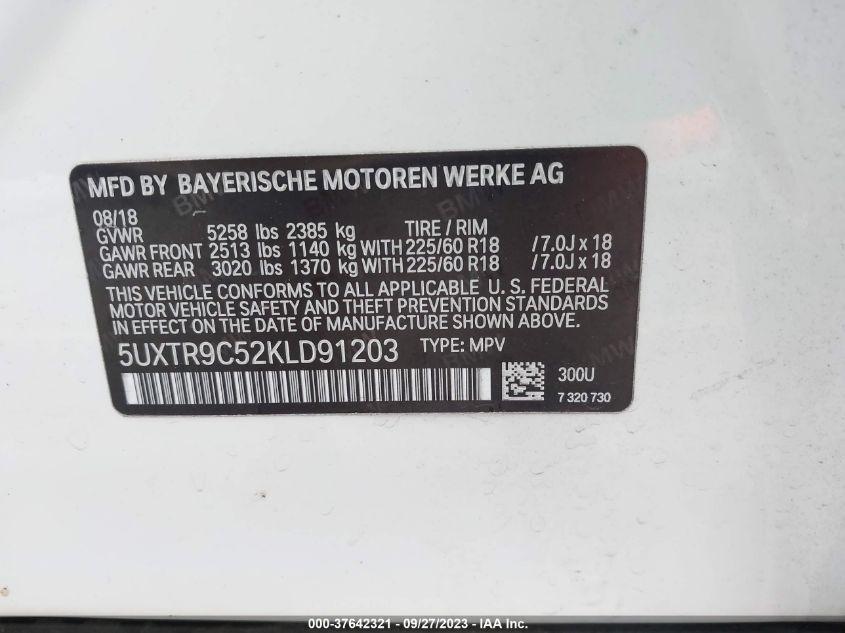 MFD BY BAYERISCHE MOTOREN WERKE AG
08/18
GVWR 5258 lbs 2385 kg TIRE / RIM
GAWR FRONT 2513 lbs 1140 kg WITH 225/60 R18 /7.0J x 18
GAWR REAR 3020 lbs 1370 kg WITH 225/60 R18 /7.0J x 18
THIS VEHICLE CONFORMS TO ALL APPLICABLE U. S. FEDERAL
MOTOR VEHICLE SAFETY AND THEFT PREVENTION STANDARDS
IN EFFECT ON THE DATE OF MANUFACTURE SHOWN ABOVE.
5UXTR9C52KLD91203 TYPE: MPV
300U
7 320 730
000-37642321 - 09/27/2023 - IAA Inc.